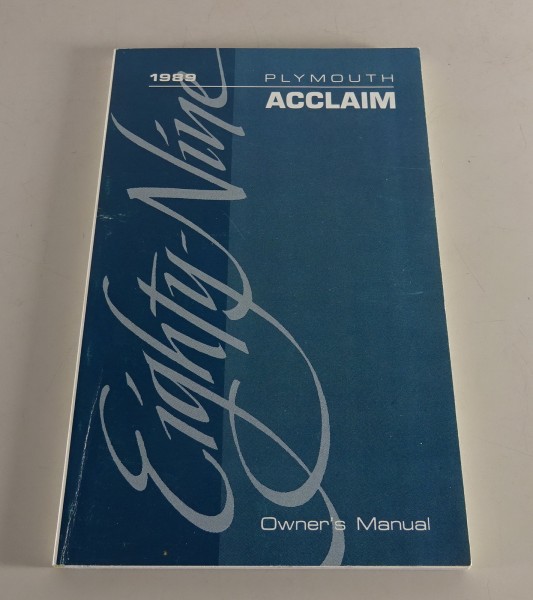 1989 PLYMOUTH
ACCLAIM
Eighty-Nine
Owner's Manual